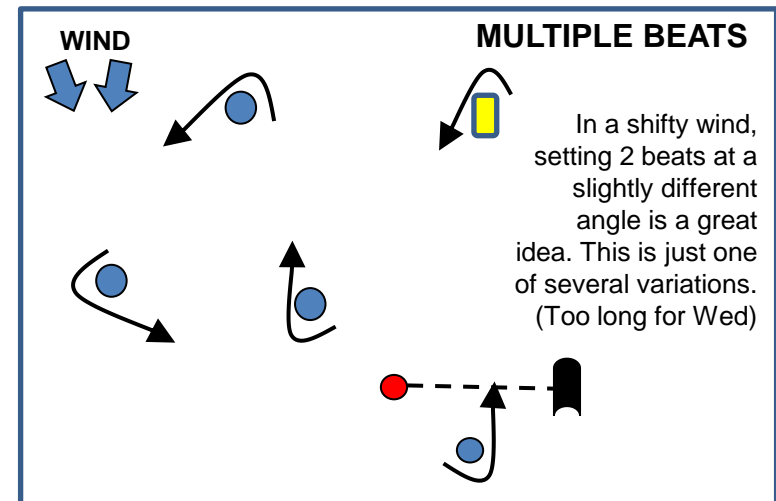 WIND
MULTIPLE BEATS
In a shifty wind,
setting 2 beats at a
slightly different
angle is a great
idea. This is just one
of several variations.
(Too long for Wed)